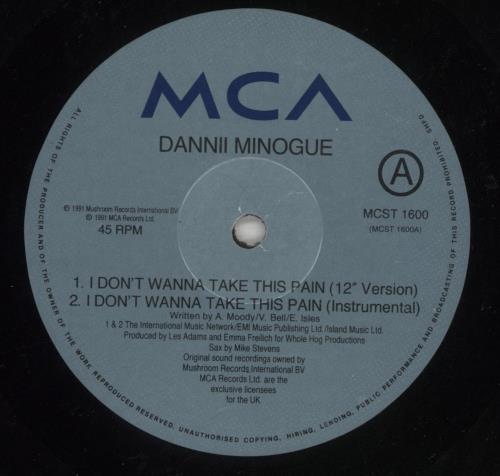 MCA
DANNII MINOGUE
A
℗ 1991 Mushroom Records International BV
© 1991 MCA Records Ltd.
45 RPM
MCST 1600
(MCST 1600A)
1. I DON'T WANNA TAKE THIS PAIN (12" Version)
2. I DON'T WANNA TAKE THIS PAIN (Instrumental)
Written by A. Moody/V. Bell/E. Isles
1 & 2 The International Music Network/EMI Music Publishing Ltd./Island Music Ltd.
Produced by Les Adams and Emma Freilich for Whole Hog Productions
Sax by Mike Stevens
Original sound recordings owned by
Mushroom Records International BV
MCA Records Ltd. are the
exclusive licensees
for the UK
ALL RIGHTS OF THE PRODUCER AND OF THE OWNER OF THE WORK REPRODUCED RESERVED. UNAUTHORISED COPYING, HIRING, LENDING, PUBLIC PERFORMANCE AND BROADCASTING OF THIS RECORD PROHIBITED.